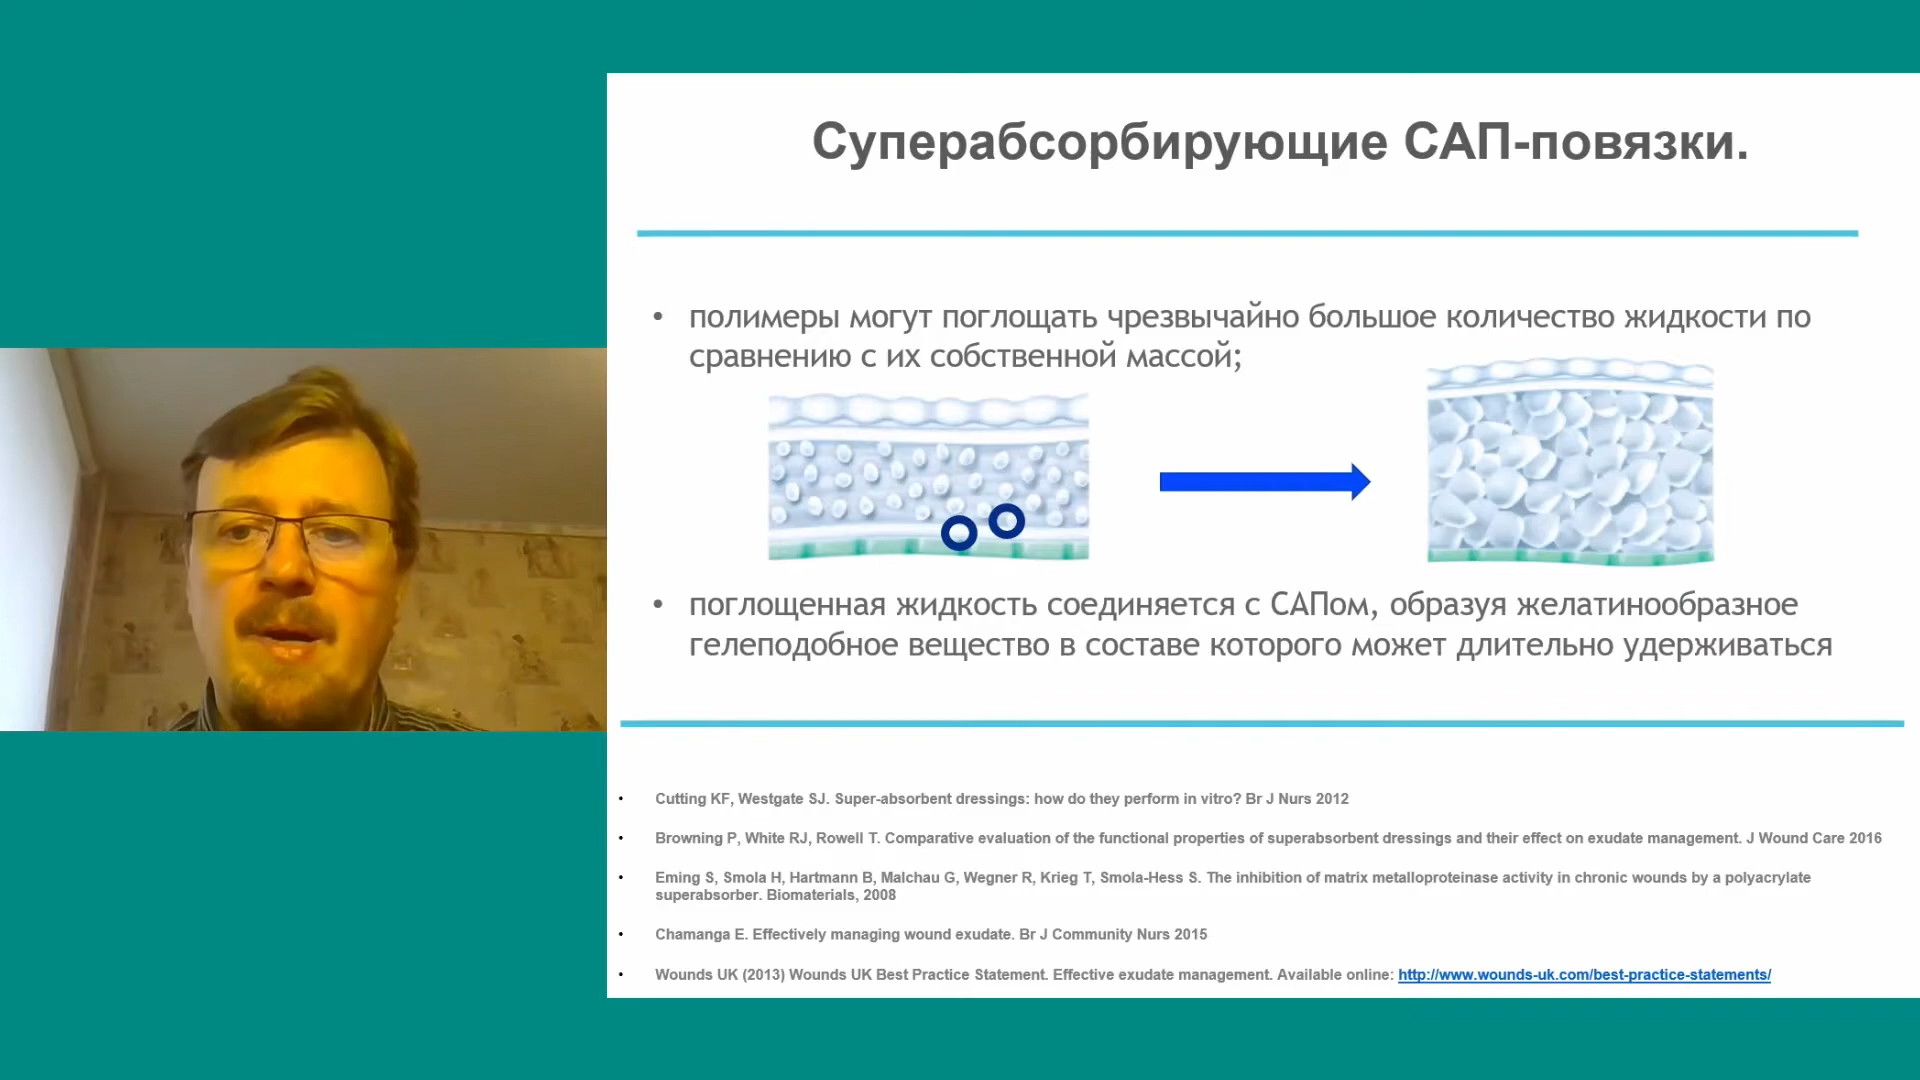 Суперабсорбирующие САП-повязки.
• полимеры могут поглощать чрезвычайно большое количество жидкости по
сравнению с их собственной массой;
• поглощенная жидкость соединяется с САПом, образуя желатинообразное
гелеподобное вещество в составе которого может длительно удерживаться
• Cutting KF, Westgate SJ. Super-absorbent dressings: how do they perform in vitro? Br J Nurs 2012
• Browning P, White RJ, Rowell T. Comparative evaluation of the functional properties of superabsorbent dressings and their effect on exudate management. J Wound Care 2016
• Eming S, Smola H, Hartmann B, Malchau G, Wegner R, Krieg T, Smola-Hess S. The inhibition of matrix metalloproteinase activity in chronic wounds by a polyacrylate
superabsorber. Biomaterials, 2008
• Chamanga E. Effectively managing wound exudate. Br J Community Nurs 2015
• Wounds UK (2013) Wounds UK Best Practice Statement. Effective exudate management. Available online: http://www.wounds-uk.com/best-practice-statements/